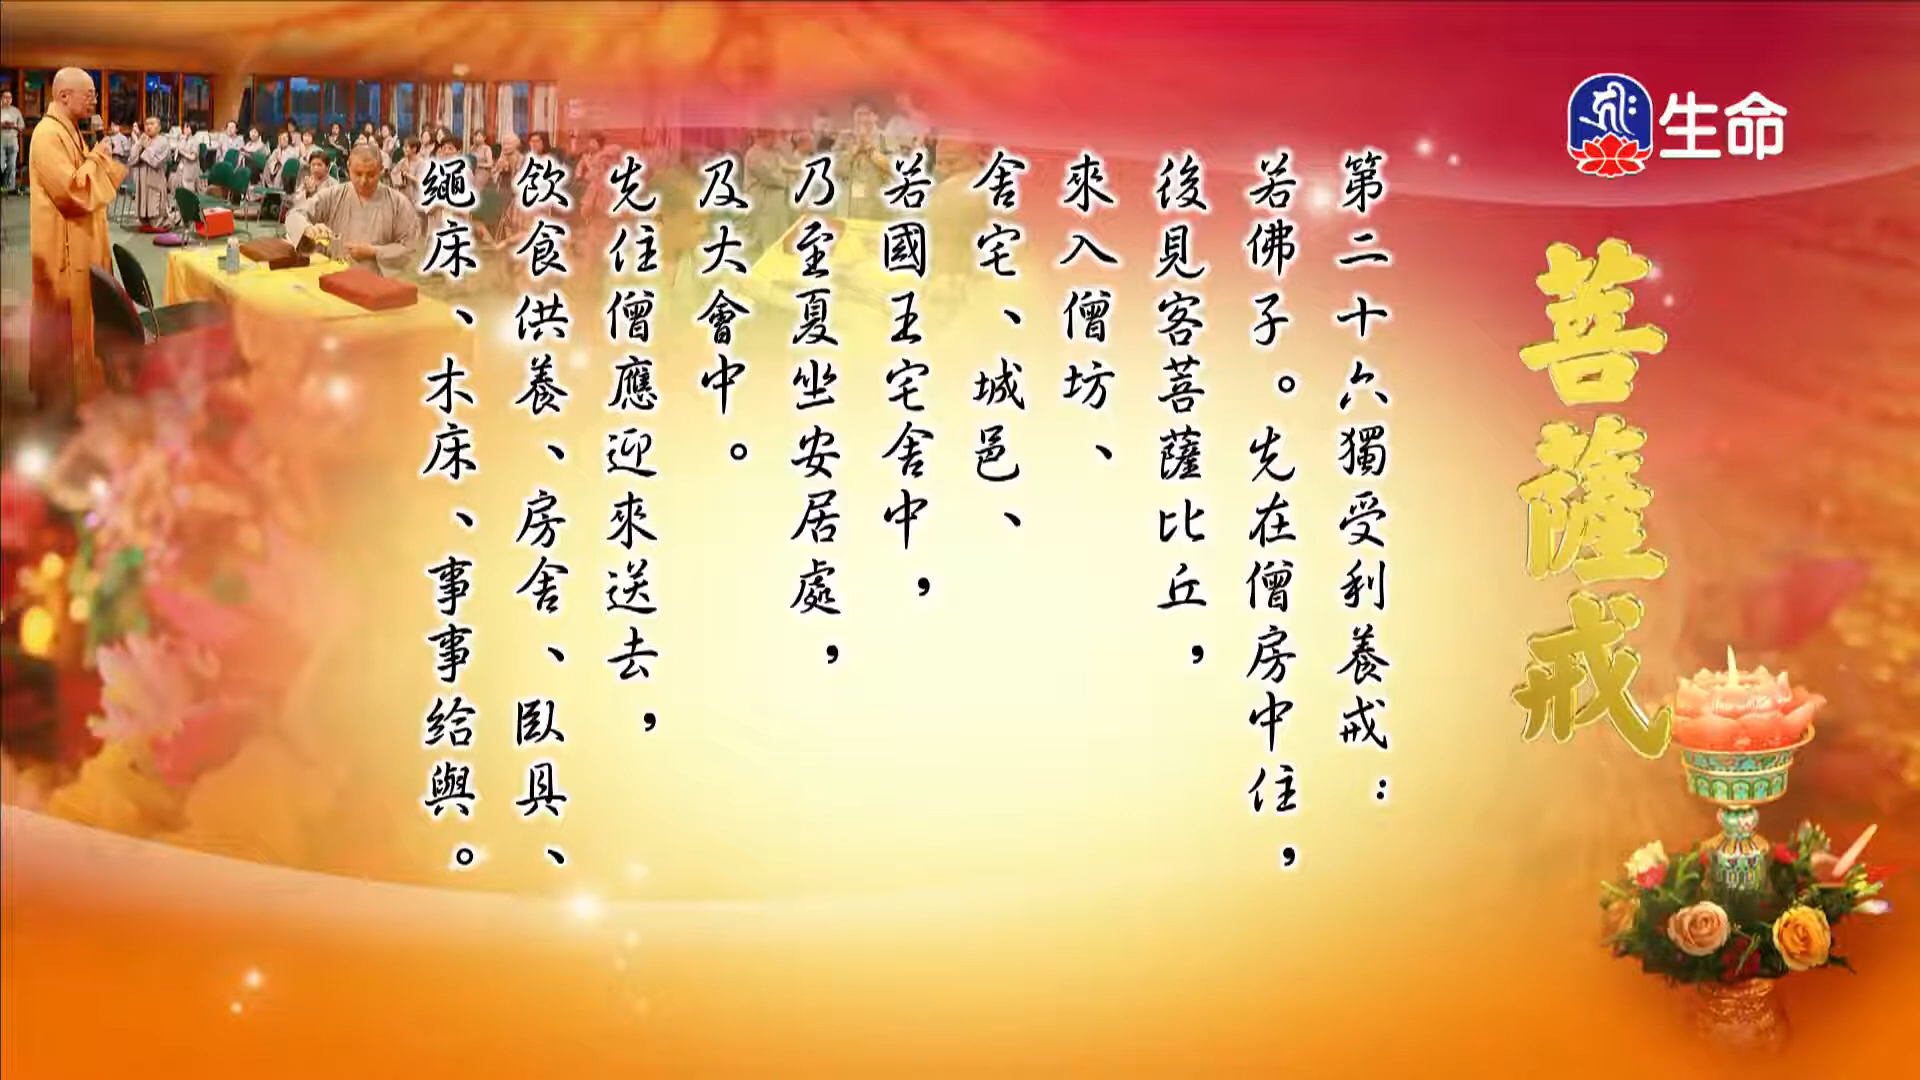 生命
菩薩戒
第二十六獨受利養戒：
若佛子。先在僧房中住，
後見客菩薩比丘，
來入僧坊、
舍宅、城邑、
若國王宅舍中，
乃至夏坐安居處，
及大會中。
先住僧應迎來送去，
飲食供養、房舍、臥具、
繩床、木床、事事給與。